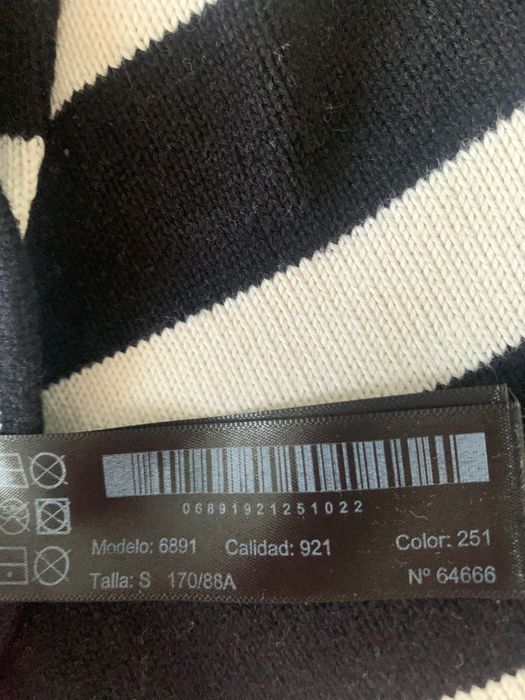 06891921251022
Modelo: 6891 Calidad: 921 Color: 251
Talla: S 170/88A Nº 64666